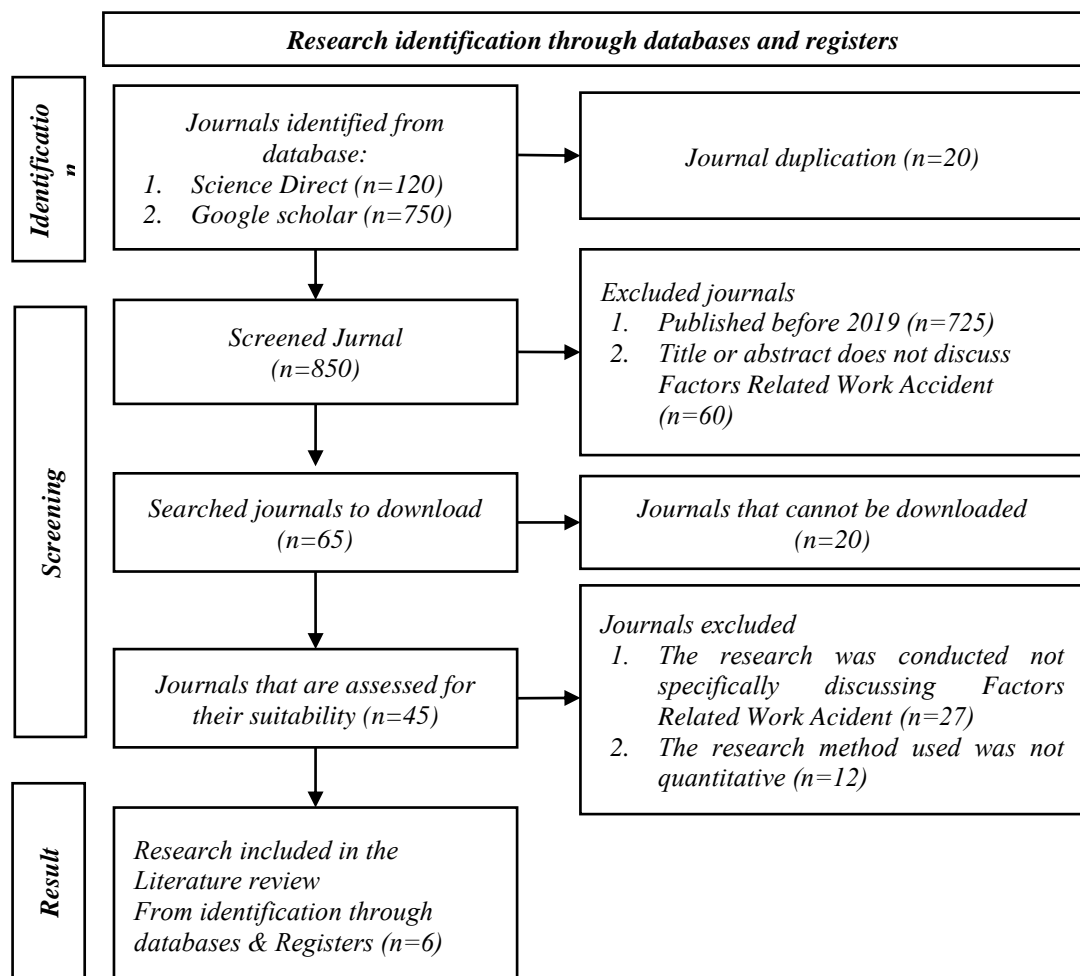 Research identification through databases and registers
Identificatio
n
Journals identified from
database:
1. Science Direct (n=120)
2. Google scholar (n=750)
Journal duplication (n=20)
Screening
Screened Jurnal
(n=850)
Excluded journals
1. Published before 2019 (n=725)
2. Title or abstract does not discuss
Factors Related Work Accident
(n=60)
Searched journals to download
(n=65)
Journals that cannot be downloaded
(n=20)
Journals that are assessed for
their suitability (n=45)
Journals excluded
1. The research was conducted not
specifically discussing Factors
Related Work Acident (n=27)
2. The research method used was not
quantitative (n=12)
Result
Research included in the
Literature review
From identification through
databases & Registers (n=6)